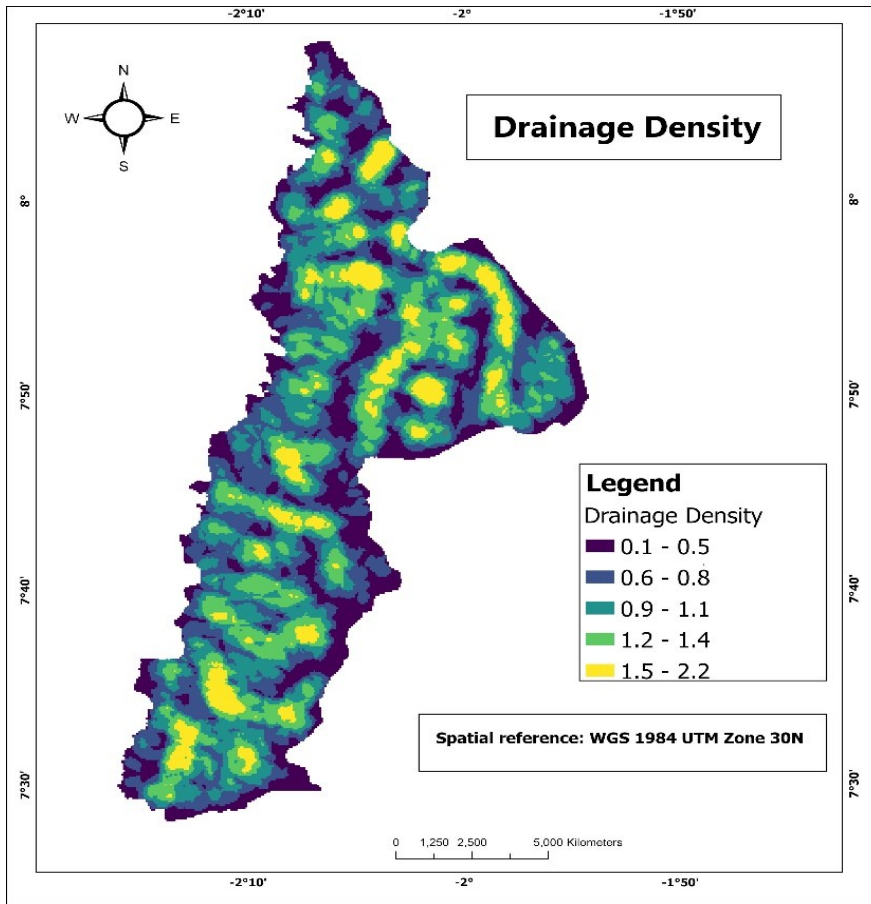 -2°10'
-2°
-1°50'
N
W
E
S
Drainage Density
8°
8°
7°50'
7°50'
Legend
Drainage Density
0.1 - 0.5
0.6 - 0.8
0.9 - 1.1
1.2 - 1.4
1.5 - 2.2
7°40'
7°40'
Spatial reference: WGS 1984 UTM Zone 30N
7°30'
7°30'
0 1,250 2,500 5,000 Kilometers
-2°10'
-2°
-1°50'